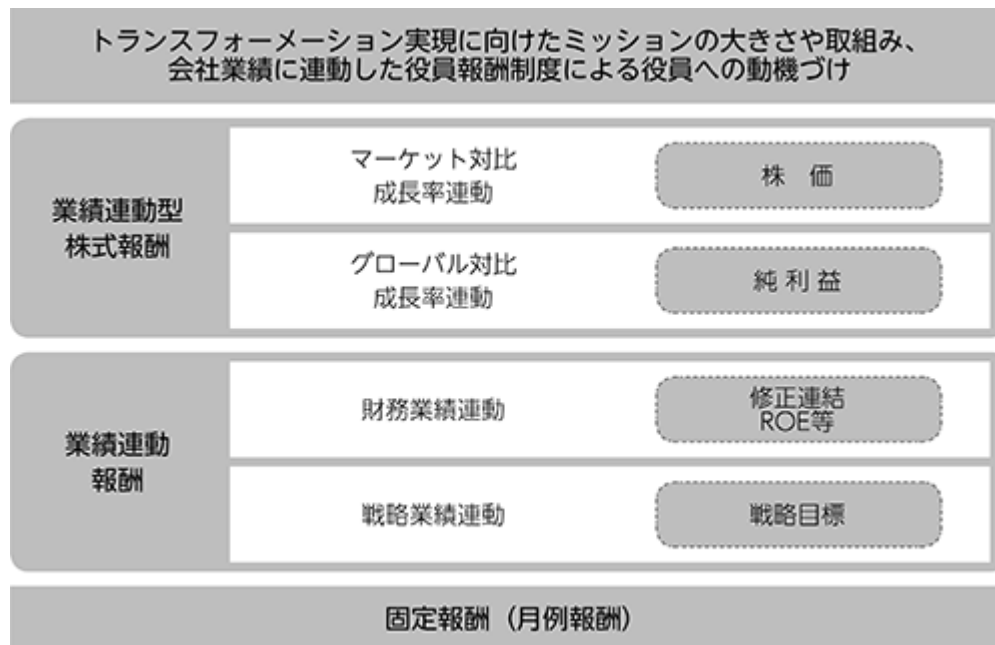 トランスフォーメーション実現に向けたミッションの大きさや取組み、
会社業績に連動した役員報酬制度による役員への動機づけ
業績連動型
株式報酬
マーケット対比
成長率連動
株　価
グローバル対比
成長率連動
純 利 益
業績連動
報酬
財務業績連動
修正連結
ROE等
戦略業績連動
戦略目標
固定報酬（月例報酬）